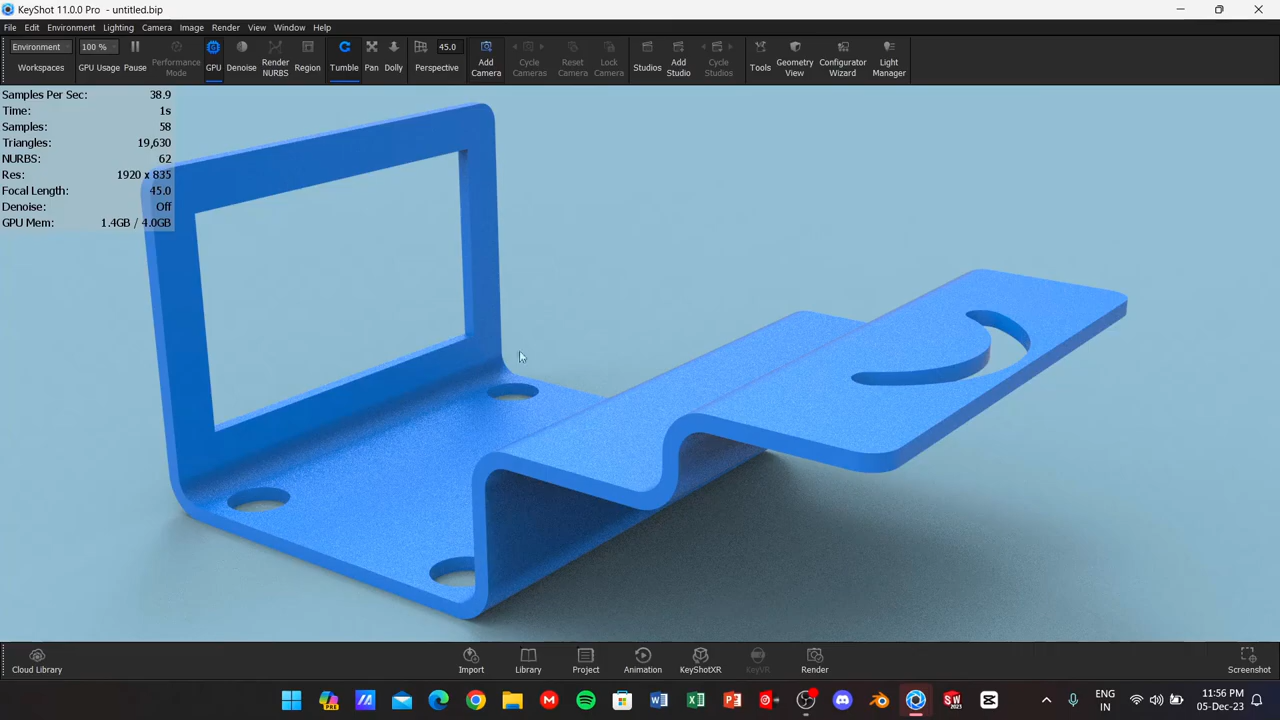 KeyShot 11.0.0 Pro - untitled.bip
File Edit Environment Lighting Camera Image Render View Window Help
Environment 100 % 45.0
Workspaces GPU Usage Pause Performance Mode GPU Denoise Render NURBS Region Tumble Pan Dolly Perspective Add Camera Cycle Cameras Reset Camera Lock Camera Studios Add Studio Cycle Studios Tools Geometry View Configurator Wizard Light Manager
Samples Per Sec: 38.9
Time: 1s
Samples: 58
Triangles: 19,630
NURBS: 62
Res: 1920 x 835
Focal Length: 45.0
Denoise: Off
GPU Mem: 1.4GB / 4.0GB
Cloud Library Import Library Project Animation KeyShotXR KeyVR Render Screenshot
ENG 11:56 PM
IN 05-Dec-23
PRE
SW
2023